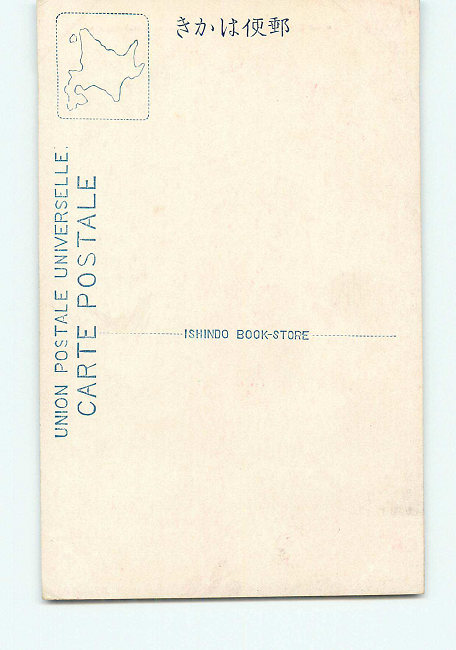 郵便はかき
UNION POSTALE UNIVERSELLE.
CARTE POSTALE
ISHINDO BOOK-STORE